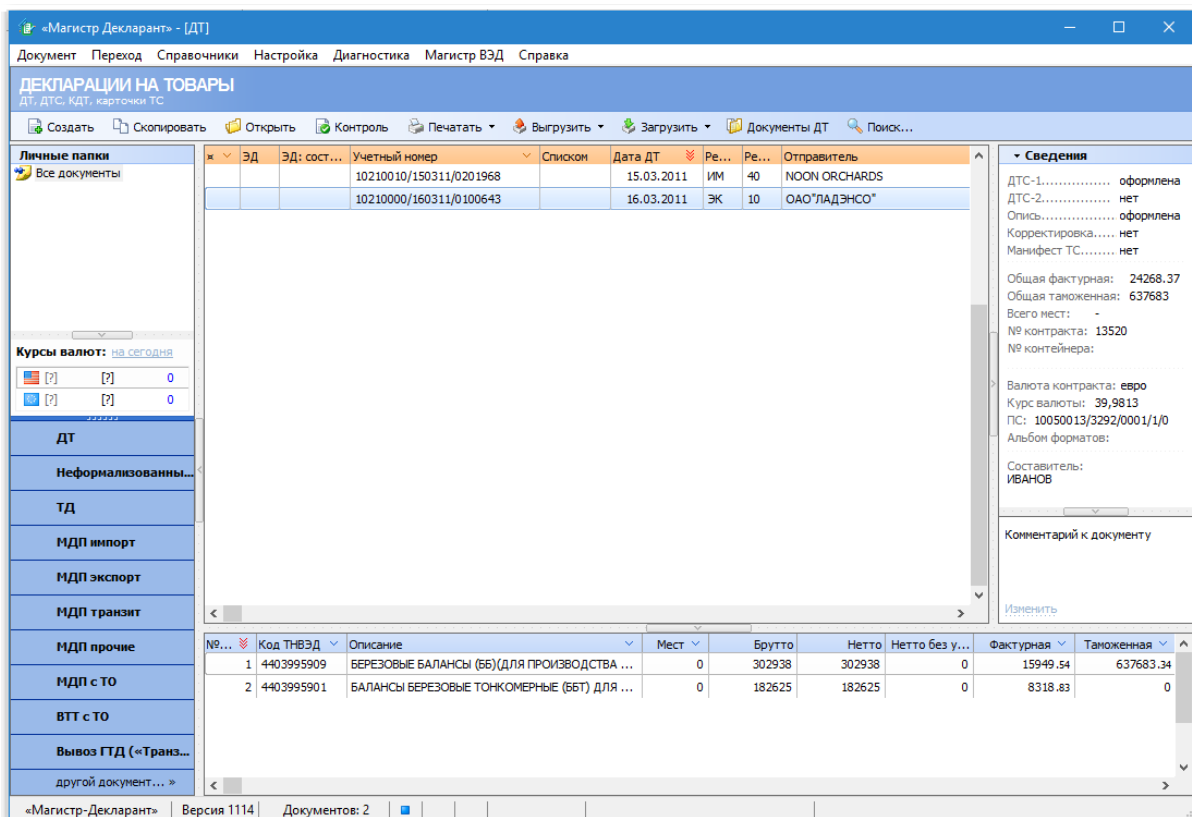 «Магистр Декларант» - [ДТ]
Документ Переход Справочники Настройка Диагностика Магистр ВЭД Справка
ДЕКЛАРАЦИИ НА ТОВАРЫ
ДТ, ДТС, КДТ, карточки ТС
Создать Скопировать Открыть Контроль Печатать Выгрузить Загрузить Документы ДТ Поиск...
Личные папки
Все документы
Курсы валют: на сегодня
[?] [?] 0
[?] [?] 0
ДТ
Неформализованны...
ТД
МДП импорт
МДП экспорт
МДП транзит
МДП прочие
МДП с ТО
ВТТ с ТО
Вывоз ГТД («Транз...
другой документ... »
ЭД ЭД: сост... Учетный номер Списком Дата ДТ Ре... Ре... Отправитель
10210010/150311/0201968 15.03.2011 ИМ 40 NOON ORCHARDS
10210000/160311/0100643 16.03.2011 ЭК 10 ОАО"ЛАДЭНСО"
Сведения
ДТС-1................ оформлена
ДТС-2................ нет
Опись................ оформлена
Корректировка..... нет
Манифест ТС........ нет
Общая фактурная: 24268.37
Общая таможенная: 637683
Всего мест: -
№ контракта: 13520
№ контейнера:
Валюта контракта: евро
Курс валюты: 39,9813
ПС: 10050013/3292/0001/1/0
Альбом форматов:
Составитель:
ИВАНОВ
Комментарий к документу
Изменить
№... Код ТНВЭД Описание Мест Брутто Нетто Нетто без у... Фактурная Таможенная
1 4403995909 БЕРЕЗОВЫЕ БАЛАНСЫ (ББ)(ДЛЯ ПРОИЗВОДСТВА ... 0 302938 302938 0 15949.54 637683.34
2 4403995901 БАЛАНСЫ БЕРЕЗОВЫЕ ТОНКОМЕРНЫЕ (ББТ) ДЛЯ ... 0 182625 182625 0 8318.83 0
«Магистр-Декларант» Версия 1114 Документов: 2